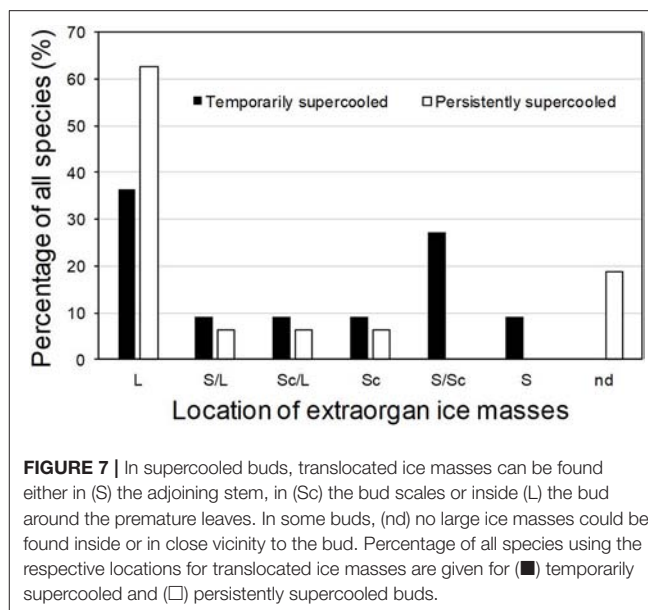 70
60
50
40
30
20
10
0
Percentage of all species (%)
■ Temporarily supercooled □ Persistently supercooled
L S/L Sc/L Sc S/Sc S nd
Location of extraorgan ice masses
FIGURE 7 | In supercooled buds, translocated ice masses can be found
either in (S) the adjoining stem, in (Sc) the bud scales or inside (L) the bud
around the premature leaves. In some buds, (nd) no large ice masses could be
found inside or in close vicinity to the bud. Percentage of all species using the
respective locations for translocated ice masses are given for (■) temporarily
supercooled and (□) persistently supercooled buds.